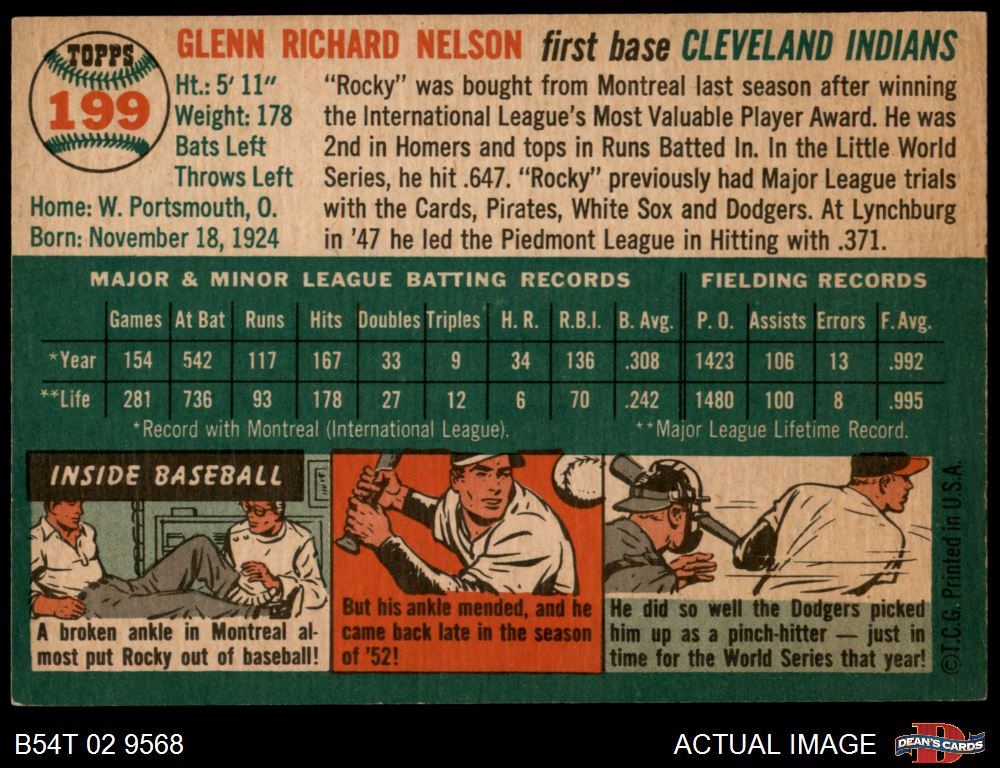 TOPPS
199
GLENN RICHARD NELSON first base CLEVELAND INDIANS
Ht.: 5' 11"
Weight: 178
Bats Left
Throws Left
Home: W. Portsmouth, O.
Born: November 18, 1924
"Rocky" was bought from Montreal last season after winning
the International League's Most Valuable Player Award. He was
2nd in Homers and tops in Runs Batted In. In the Little World
Series, he hit .647. "Rocky" previously had Major League trials
with the Cards, Pirates, White Sox and Dodgers. At Lynchburg
in '47 he led the Piedmont League in Hitting with .371.
MAJOR & MINOR LEAGUE BATTING RECORDS FIELDING RECORDS
Games At Bat Runs Hits Doubles Triples H. R. R.B.I. B. Avg. P. O. Assists Errors F. Avg.
*Year 154 542 117 167 33 9 34 136 .308 1423 106 13 .992
**Life 281 736 93 178 27 12 6 70 .242 1480 100 8 .995
*Record with Montreal (International League). **Major League Lifetime Record.
INSIDE BASEBALL
A broken ankle in Montreal al-
most put Rocky out of baseball!
But his ankle mended, and he
came back late in the season
of '52!
He did so well the Dodgers picked
him up as a pinch-hitter — just in
time for the World Series that year!
©T.C.G. Printed in U.S.A.
B54T 02 9568
ACTUAL IMAGE
D
DEAN'S CARDS